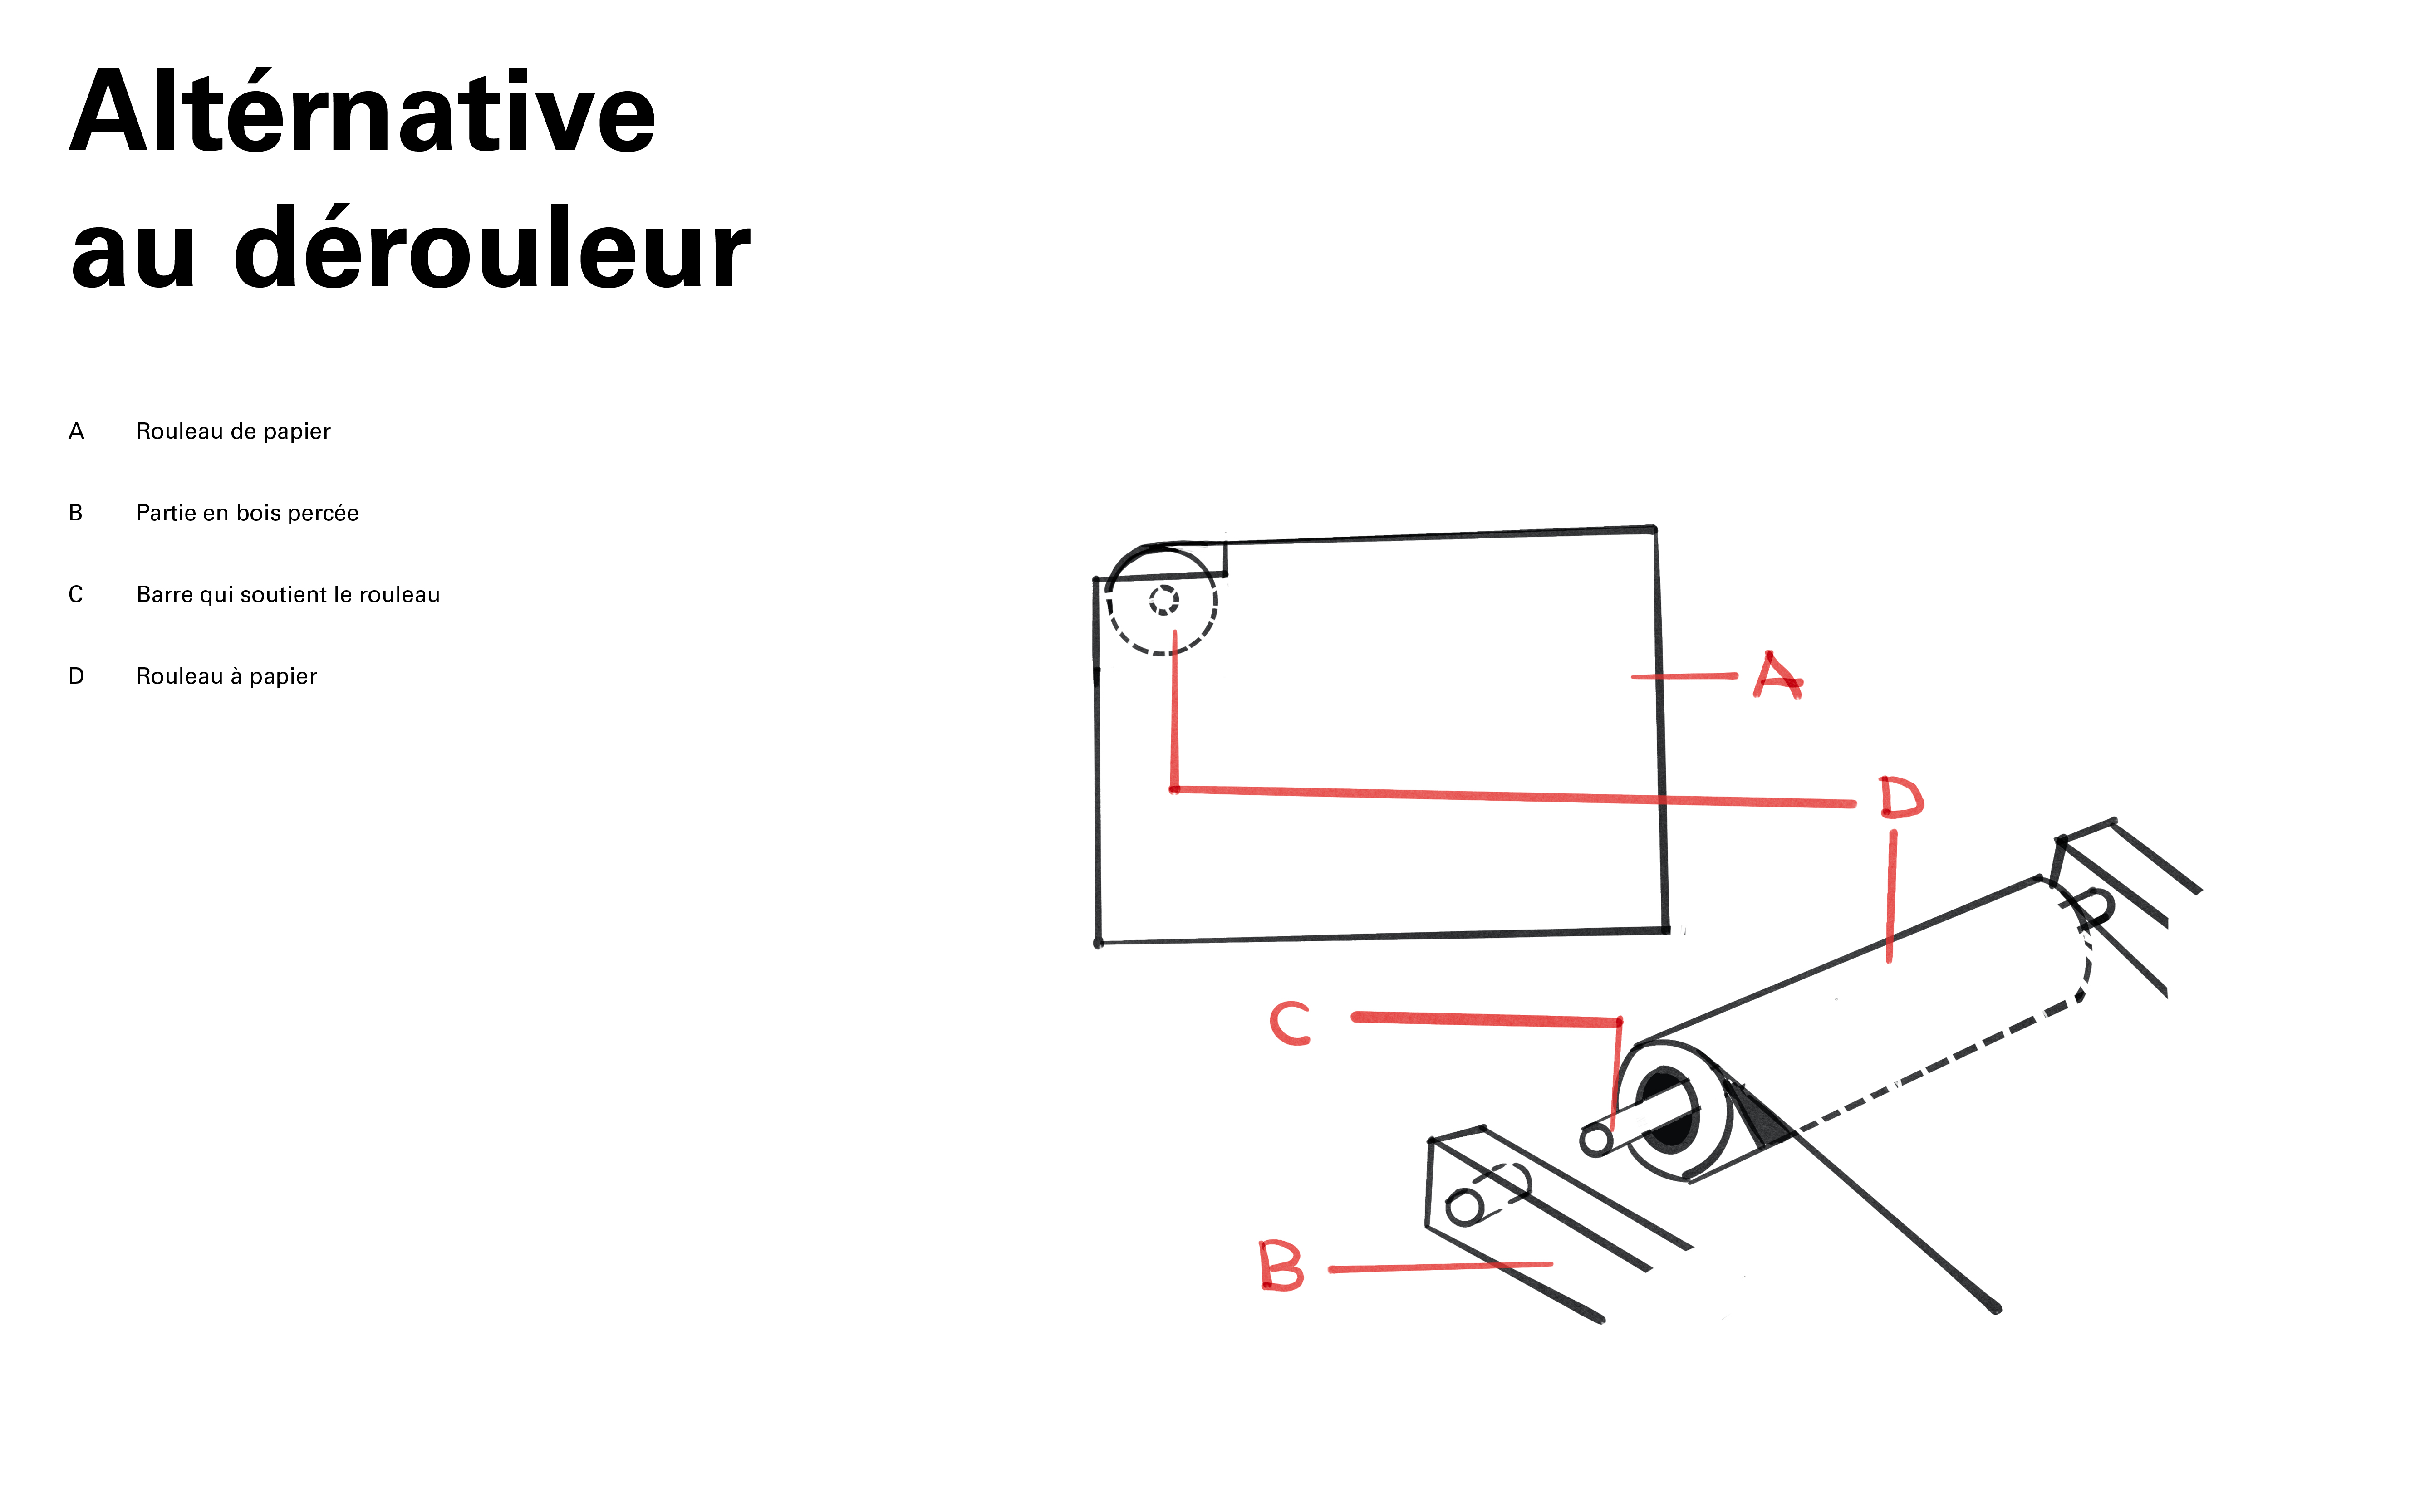 Altérnative
au dérouleur
A Rouleau de papier
B Partie en bois percée
C Barre qui soutient le rouleau
D Rouleau à papier
A
D
C
B